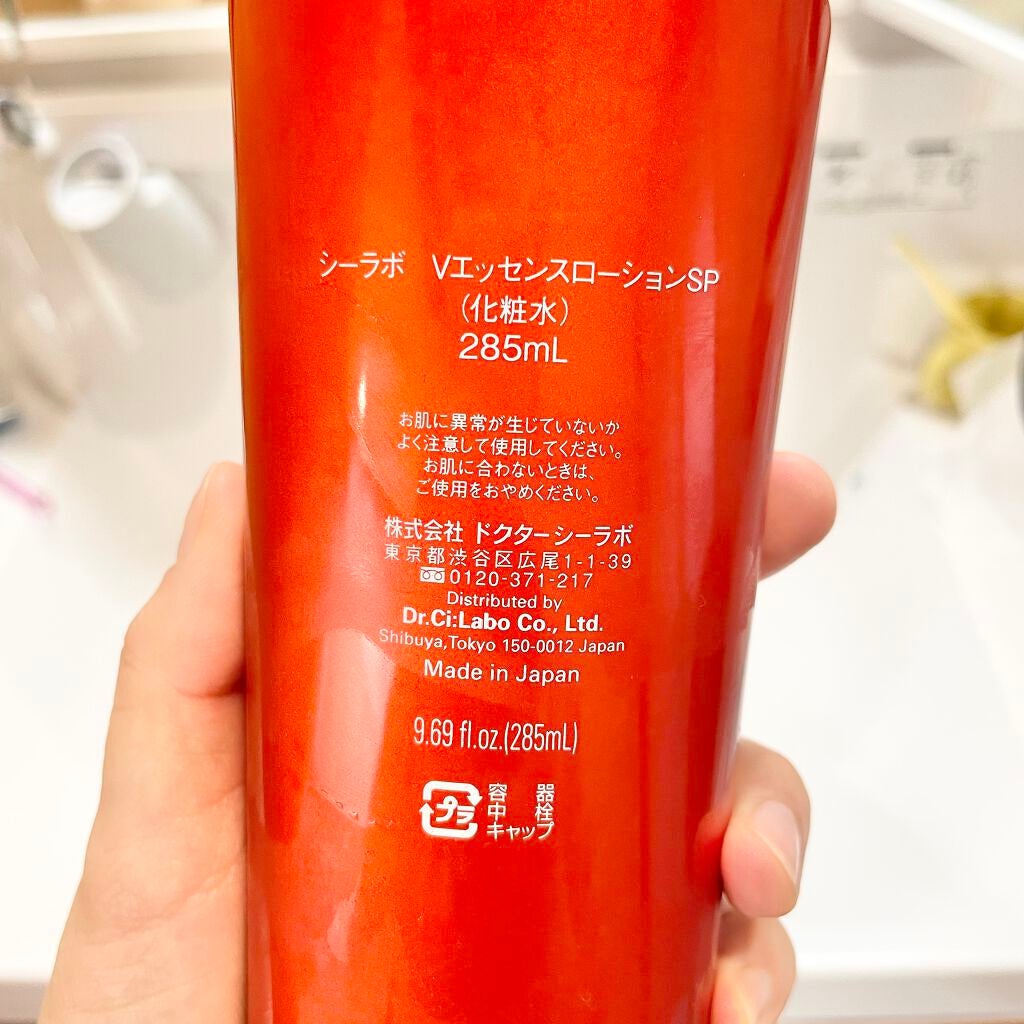 シーラボ　VエッセンスローションSP
（化粧水）
285mL
お肌に異常が生じていないか
よく注意して使用してください。
お肌に合わないときは、
ご使用をおやめください。
株式会社 ドクターシーラボ
東京都渋谷区広尾1-1-39
0120-371-217
Distributed by
Dr.Ci:Labo Co., Ltd.
Shibuya,Tokyo 150-0012 Japan
Made in Japan
9.69 fl.oz.(285mL)
プラ
容器
中栓
キャップ